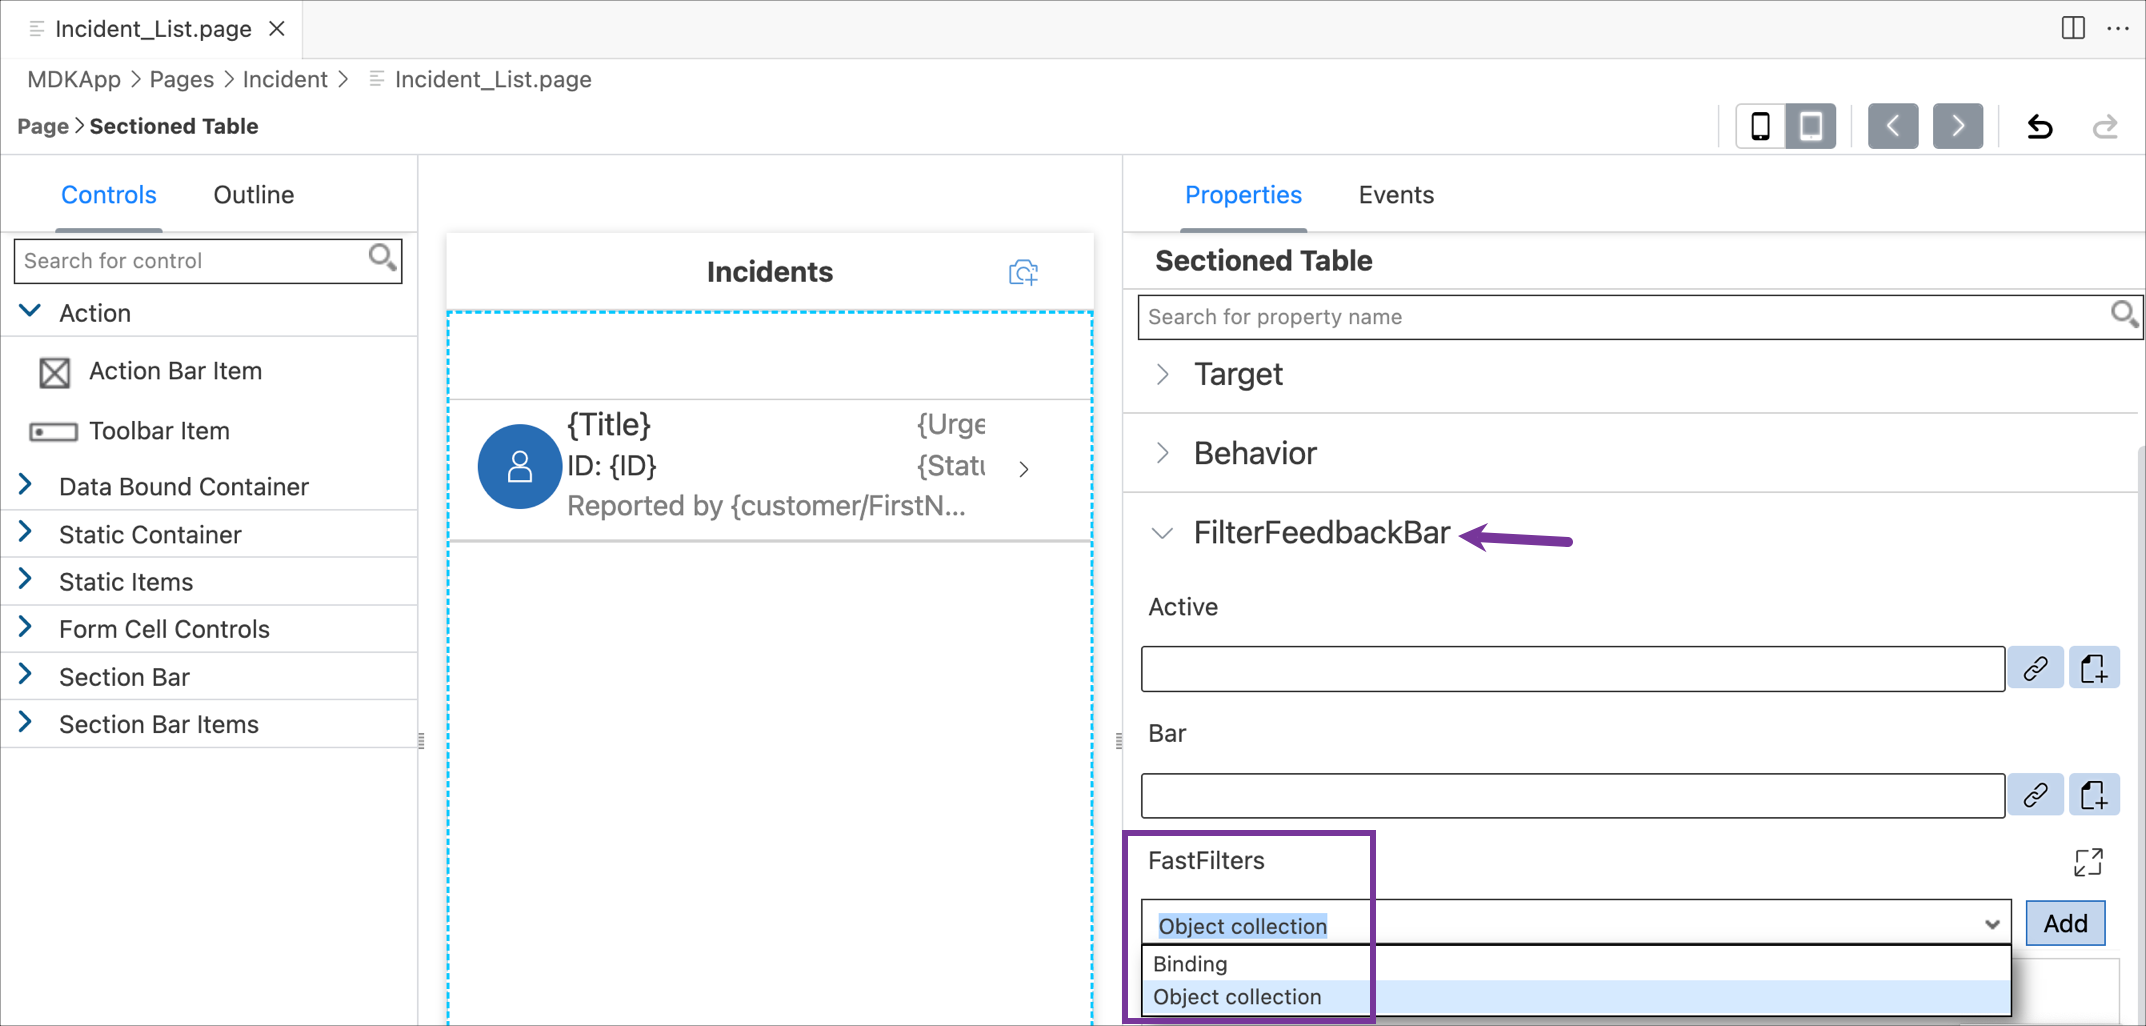 Incident_List.page
MDKApp > Pages > Incident > Incident_List.page
Page > Sectioned Table
Controls
Outline
Search for control
Action
Action Bar Item
Toolbar Item
Data Bound Container
Static Container
Static Items
Form Cell Controls
Section Bar
Section Bar Items
Incidents
{Title}
{Urge
ID: {ID}
{Statu
Reported by {customer/FirstN...
Properties
Events
Sectioned Table
Search for property name
Target
Behavior
FilterFeedbackBar
Active
Bar
FastFilters
Object collection
Add
Binding
Object collection